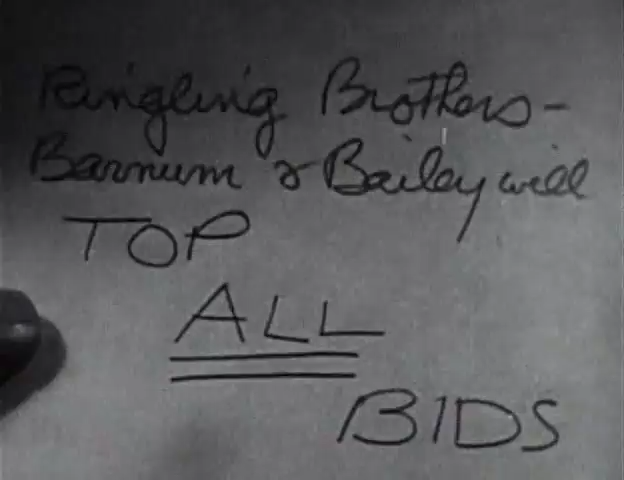 Ringling Brothers -
Barnum & Bailey will
TOP
ALL
BIDS